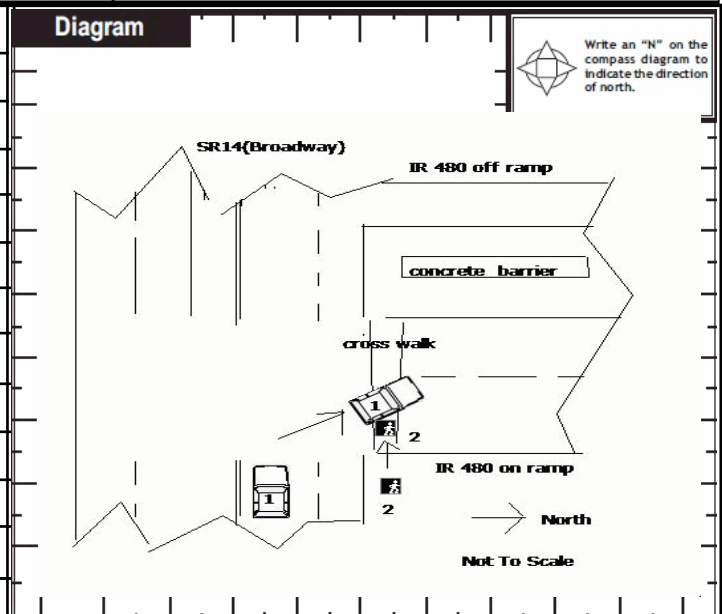 Diagram
Write an “N” on the
compass diagram to
indicate the direction
of north.
SR14{Broadway}
IR 480 off ramp
concrete barrier
cross walk
1
2
IR 480 on ramp
1
2
North
Not To Scale